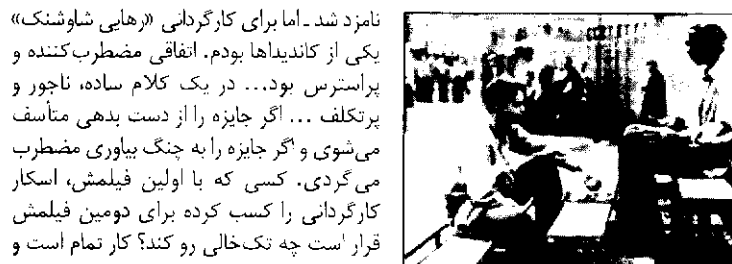 نامزد شد ـ اما برای کارگردانی «رهایی شاوشنک»
یکی از کاندیداها بودم. اتفاقی مضطرب‌کننده و
پراسترس بود... در یک کلام ساده، ناجور و
پرتکلف ... اگر جایزه را از دست بدهی متأسف
می‌شوی و اگر جایزه را به چنگ بیاوری مضطرب
می‌گردی. کسی که با اولین فیلمش، اسکار
کارگردانی را کسب کرده برای دومین فیلمش
قرار است چه تک‌خالی رو کند؟ کار تمام است و